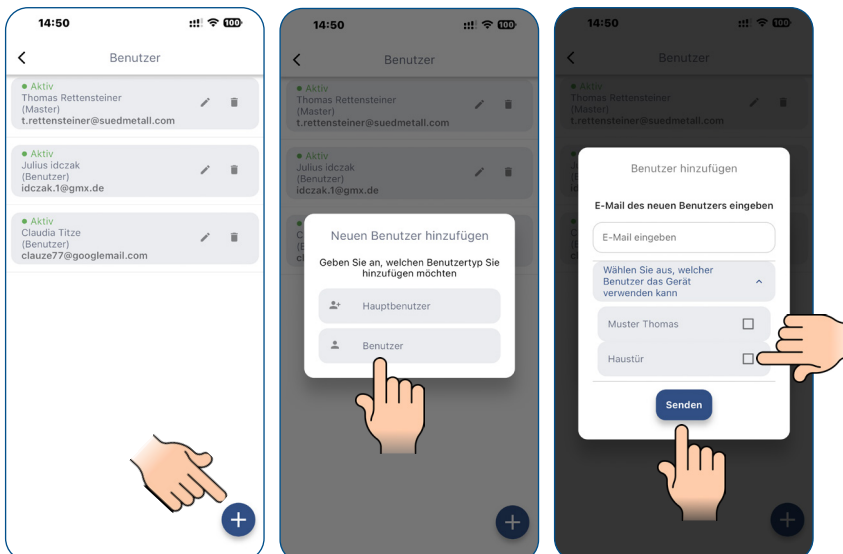 14:50
100
Benutzer
Aktiv
Thomas Rettensteiner
(Master)
t.rettensteiner@suedmetall.com
Aktiv
Julius idczak
(Benutzer)
idczak.1@gmx.de
Aktiv
Claudia Titze
(Benutzer)
clauze77@googlemail.com
+
14:50
100
Benutzer
Aktiv
Thomas Rettensteiner
(Master)
t.rettensteiner@suedmetall.com
Aktiv
Julius idczak
(Benutzer)
idczak.1@gmx.de
Neuen Benutzer hinzufügen
Geben Sie an, welchen Benutzertyp Sie
hinzufügen möchten
Hauptbenutzer
Benutzer
+
14:50
100
Benutzer
Aktiv
Thomas Rettensteiner
(Master)
t.rettensteiner@suedmetall.com
Benutzer hinzufügen
E-Mail des neuen Benutzers eingeben
E-Mail eingeben
Wählen Sie aus, welcher
Benutzer das Gerät
verwenden kann
Muster Thomas
Haustür
Senden
+